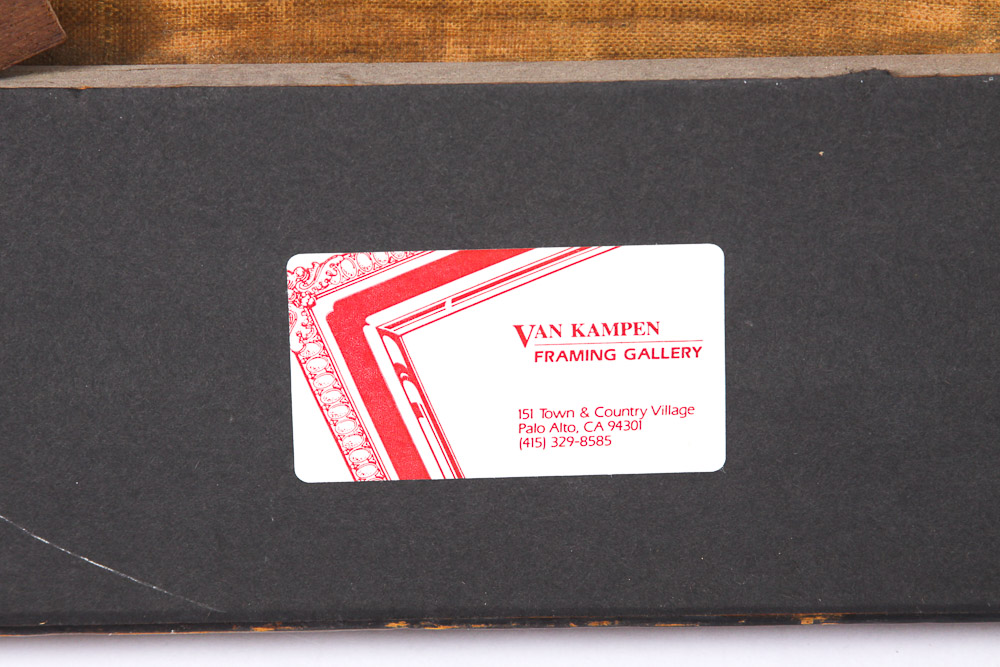 VAN KAMPEN
FRAMING GALLERY
151 Town & Country Village
Palo Alto, CA 94301
(415) 329-8585